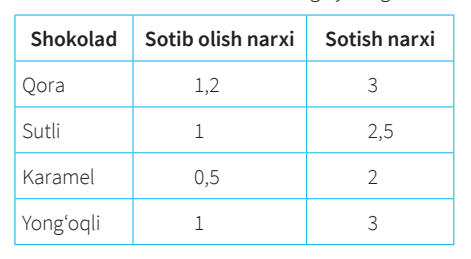 Shokolad Sotib olish narxi Sotish narxi
Qora 1,2 3
Sutli 1 2,5
Karamel 0,5 2
Yong‘oqli 1 3